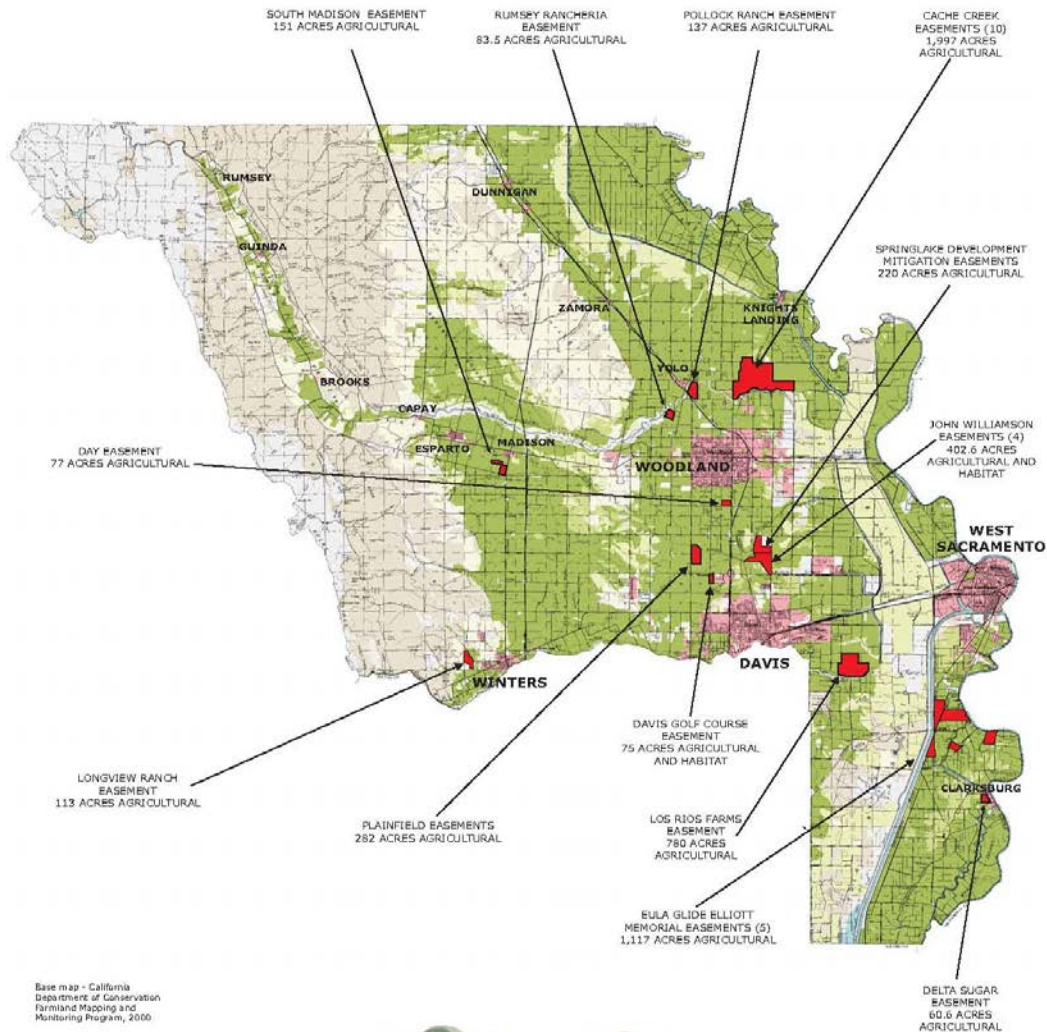 SOUTH MADISON EASEMENT
151 ACRES AGRICULTURAL
RUMSEY RANCHERIA
EASEMENT
83.5 ACRES AGRICULTURAL
POLLOCK RANCH EASEMENT
137 ACRES AGRICULTURAL
CACHE CREEK
EASEMENTS (10)
1,997 ACRES
AGRICULTURAL
RUMSEY
DUNNIGAN
GUINDA
SPRINGLAKE DEVELOPMENT
MITIGATION EASEMENTS
220 ACRES AGRICULTURAL
ZAMORA
KNIGHTS
LANDING
YOLO
BROOKS
CAPAY
ESPARTO
MADISON
WOODLAND
JOHN WILLIAMSON
EASEMENTS (4)
402.6 ACRES
AGRICULTURAL AND
HABITAT
DAY EASEMENT
77 ACRES AGRICULTURAL
WEST
SACRAMENTO
DAVIS
WINTERS
DAVIS GOLF COURSE
EASEMENT
75 ACRES AGRICULTURAL
AND HABITAT
LONGVIEW RANCH
EASEMENT
113 ACRES AGRICULTURAL
CLARKSBURG
PLAINFIELD EASEMENTS
282 ACRES AGRICULTURAL
LOS RIOS FARMS
EASEMENT
780 ACRES
AGRICULTURAL
EULA GLIDE ELLIOTT
MEMORIAL EASEMENTS (5)
1,117 ACRES AGRICULTURAL
DELTA SUGAR
EASEMENT
60.6 ACRES
AGRICULTURAL
Base map - California
Department of Conservation
Farmland Mapping and
Monitoring Program, 2000